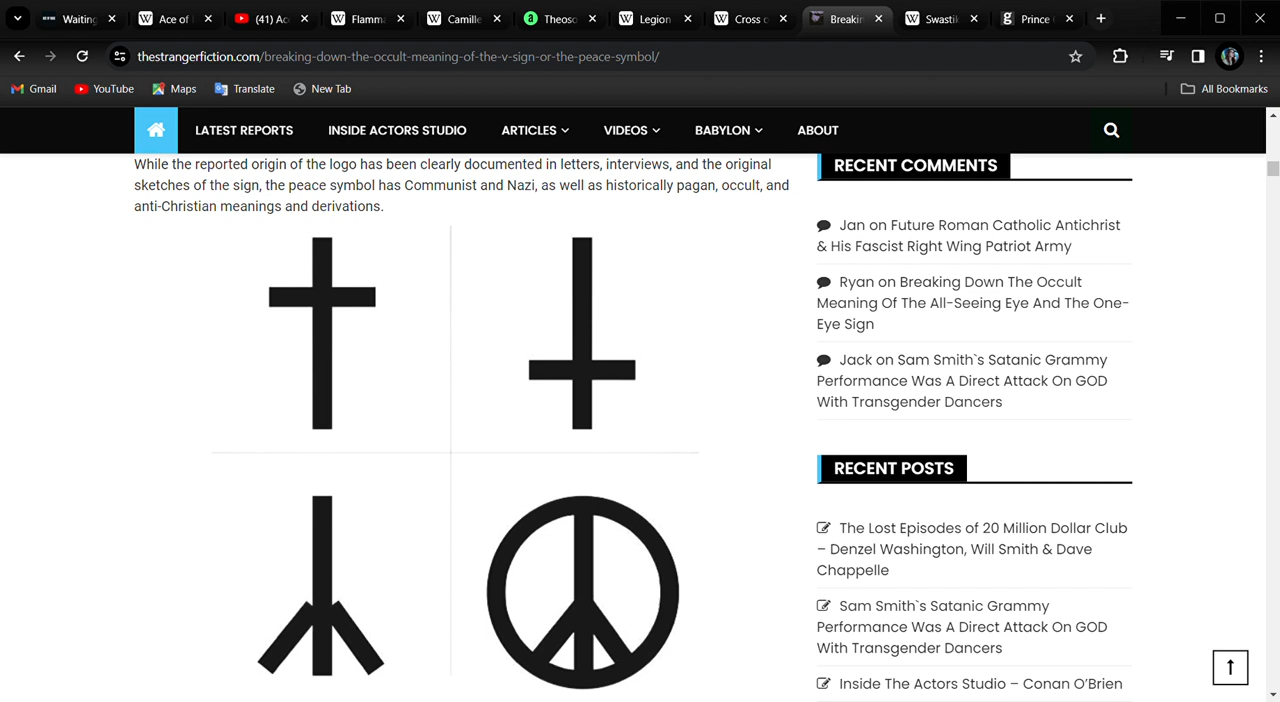 Waiting
Ace of
(41) Ac
Flamm
Camille
Theoso
Legion
Cross o
Breakin
Swasti
Prince
thestrangerfiction.com/breaking-down-the-occult-meaning-of-the-v-sign-or-the-peace-symbol/
Gmail
YouTube
Maps
Translate
New Tab
All Bookmarks
LATEST REPORTS
INSIDE ACTORS STUDIO
ARTICLES
VIDEOS
BABYLON
ABOUT
While the reported origin of the logo has been clearly documented in letters, interviews, and the original
sketches of the sign, the peace symbol has Communist and Nazi, as well as historically pagan, occult, and
anti-Christian meanings and derivations.
RECENT COMMENTS
Jan on Future Roman Catholic Antichrist
& His Fascist Right Wing Patriot Army
Ryan on Breaking Down The Occult
Meaning Of The All-Seeing Eye And The One-
Eye Sign
Jack on Sam Smith`s Satanic Grammy
Performance Was A Direct Attack On GOD
With Transgender Dancers
RECENT POSTS
The Lost Episodes of 20 Million Dollar Club
– Denzel Washington, Will Smith & Dave
Chappelle
Sam Smith`s Satanic Grammy
Performance Was A Direct Attack On GOD
With Transgender Dancers
Inside The Actors Studio – Conan O’Brien